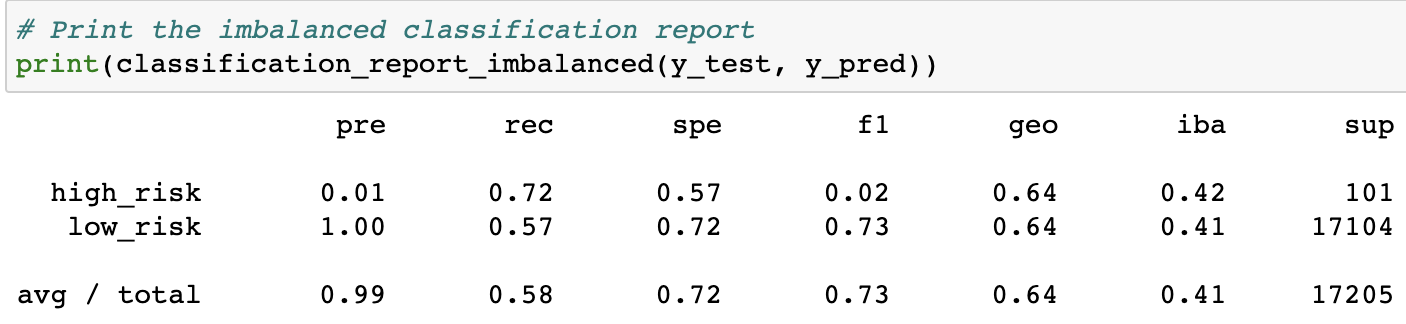 # Print the imbalanced classification report
print(classification_report_imbalanced(y_test, y_pred))
pre rec spe f1 geo iba sup
high_risk 0.01 0.72 0.57 0.02 0.64 0.42 101
low_risk 1.00 0.57 0.72 0.73 0.64 0.41 17104
avg / total 0.99 0.58 0.72 0.73 0.64 0.41 17205